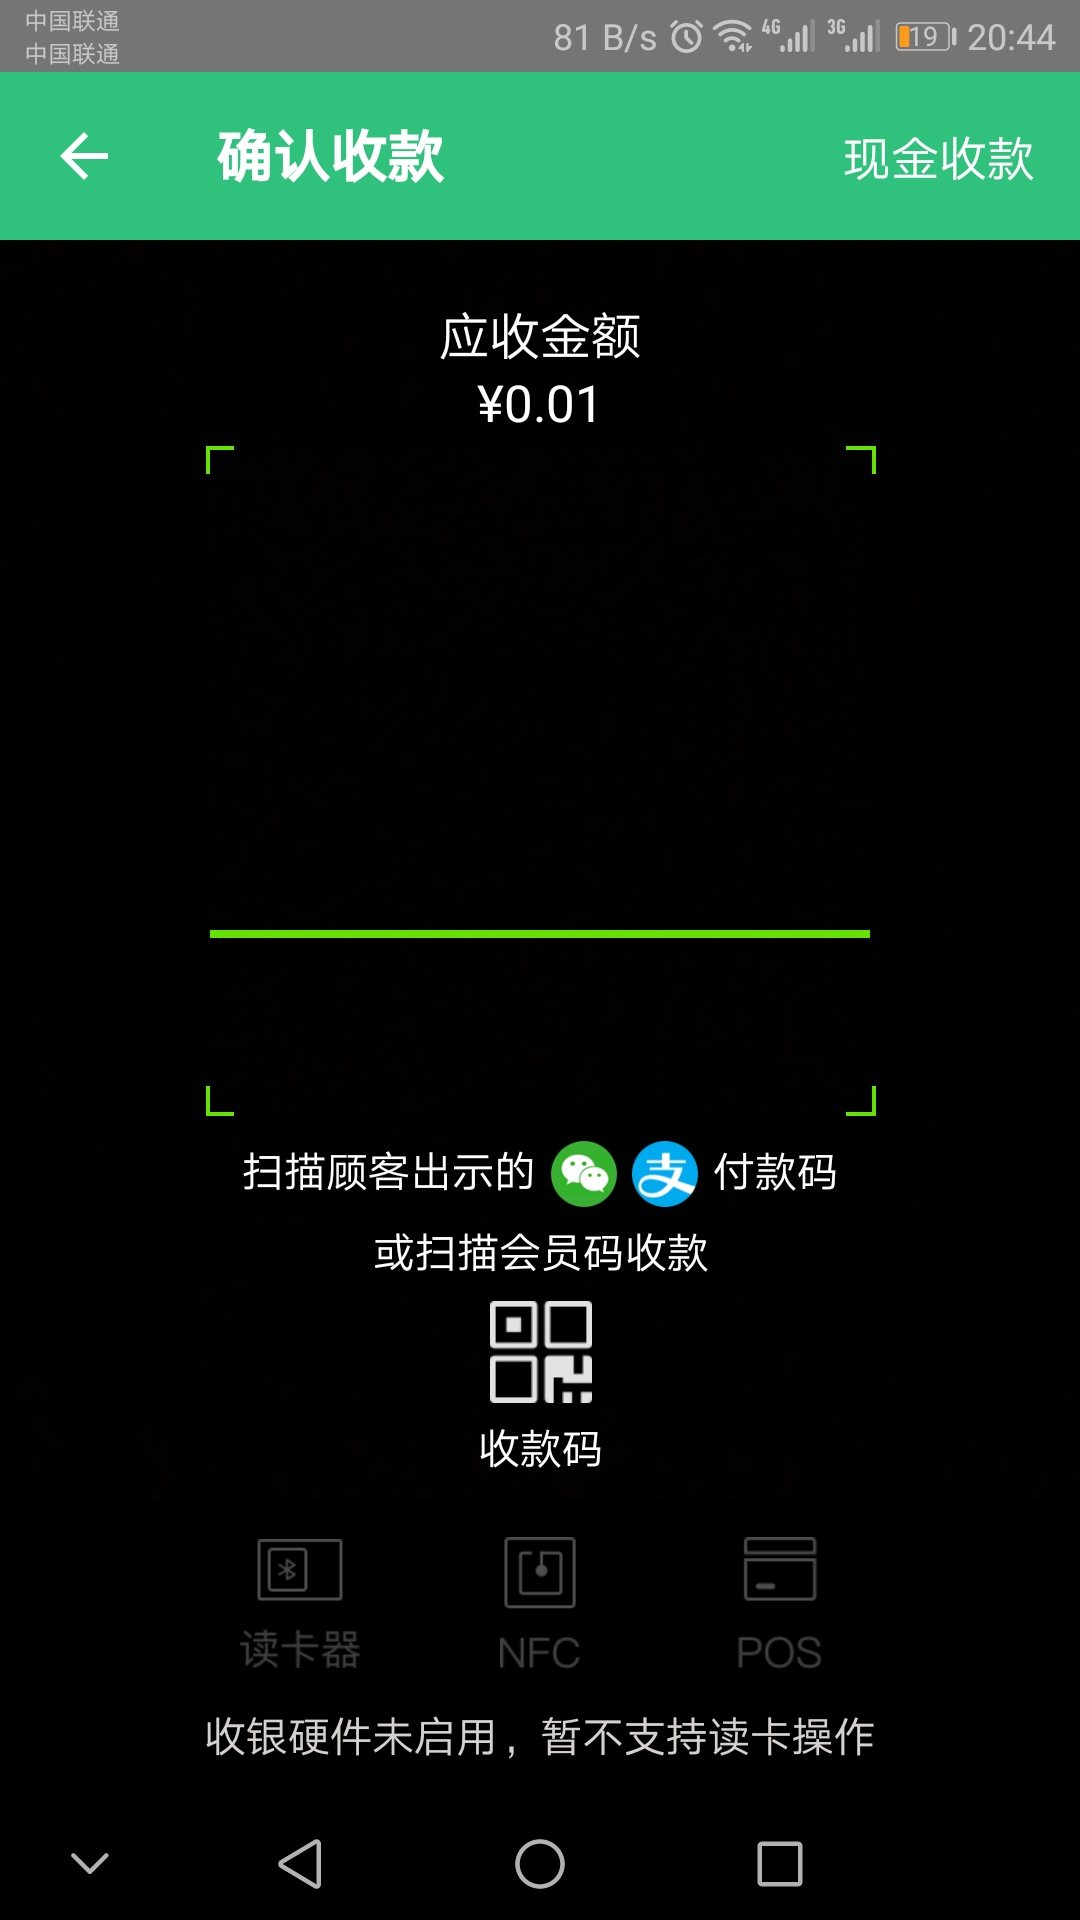 中国联通
中国联通
81 B/s 4G 3G 19 20:44
确认收款
现金收款
应收金额
¥0.01
扫描顾客出示的 支 付款码
或扫描会员码收款
收款码
读卡器
NFC
POS
收银硬件未启用，暂不支持读卡操作